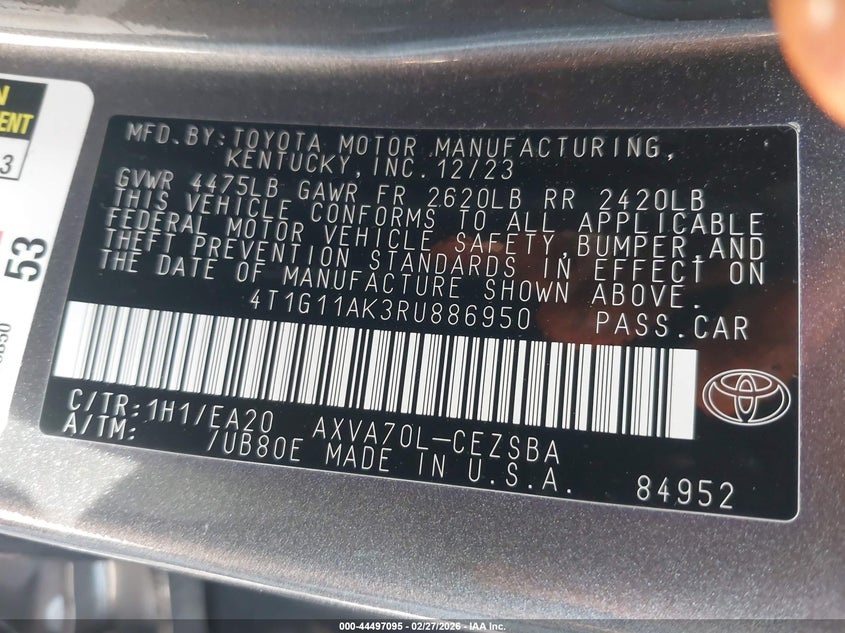 MFD.BY:TOYOTA MOTOR MANUFACTURING,
KENTUCKY,INC.12/23
GVWR 4475LB GAWR FR 2620LB RR 2420LB
THIS VEHICLE CONFORMS TO ALL APPLICABLE
FEDERAL MOTOR VEHICLE SAFETY,BUMPER,AND
THEFT PREVENTION STANDARDS IN EFFECT ON
THE DATE OF MANUFACTURE SHOWN ABOVE.
4T1G11AK3RU886950 PASS.CAR
C/TR:1H1/EA20 AXVA70L-CEZSBA
A/TM: /UB80E MADE IN U.S.A.
84952
3
53
000-44497095 - 02/27/2026 - IAA Holdings, LLC